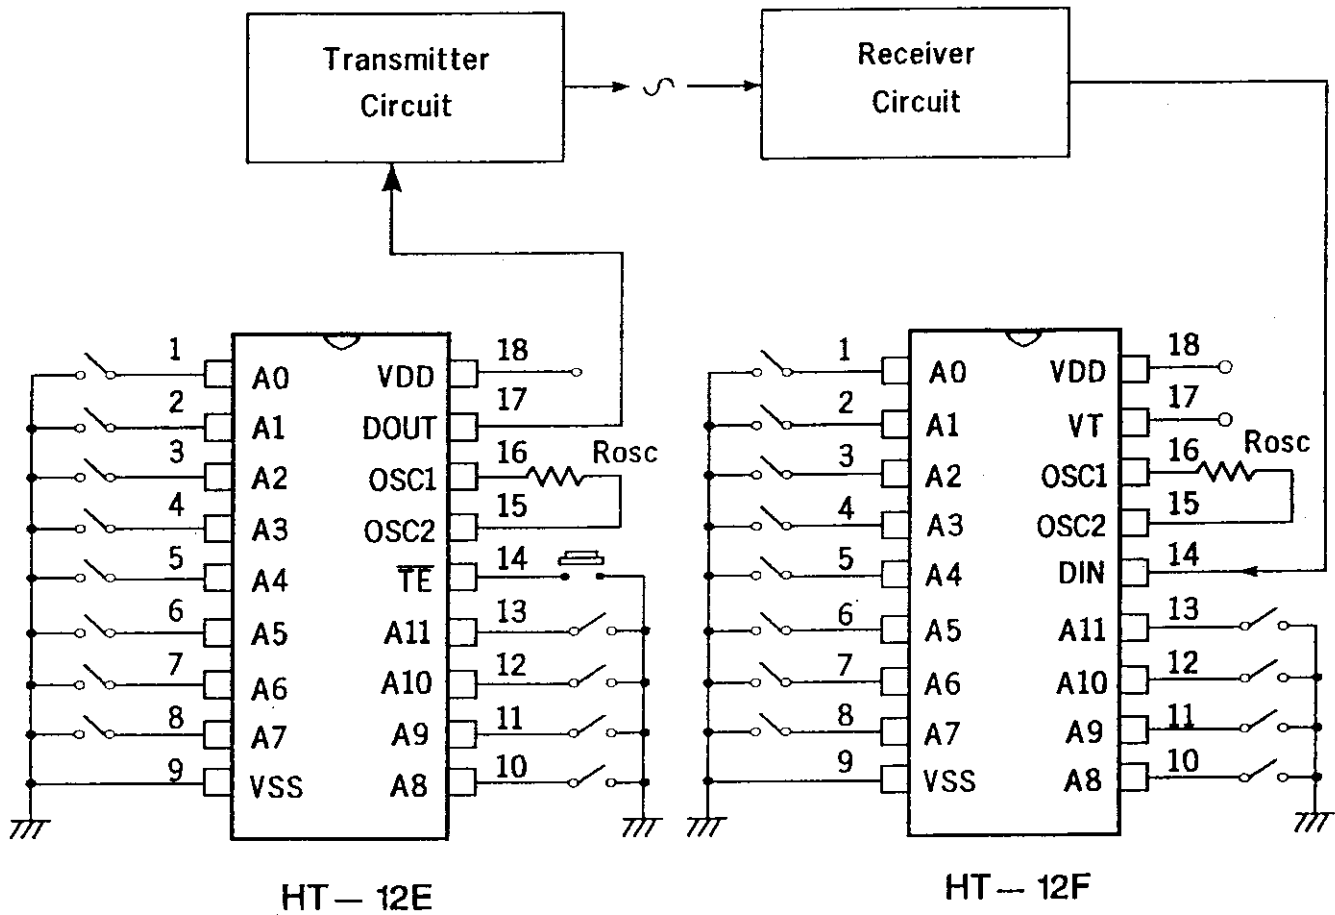 Transmitter
Circuit
Receiver
Circuit
1
A0
VDD
18
2
A1
DOUT
17
3
A2
OSC1
16
Rosc
4
A3
OSC2
15
5
A4
TE
14
6
A5
A11
13
7
A6
A10
12
8
A7
A9
11
9
VSS
A8
10
HT – 12E
1
A0
VDD
18
2
A1
VT
17
3
A2
OSC1
16
Rosc
4
A3
OSC2
15
5
A4
DIN
14
6
A5
A11
13
7
A6
A10
12
8
A7
A9
11
9
VSS
A8
10
HT – 12F